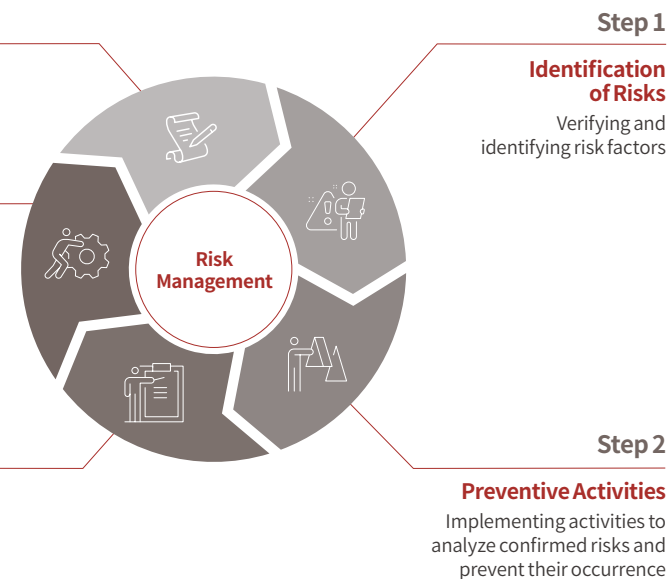 Step 1
Identification
of Risks
Verifying and
identifying risk factors
Risk
Management
Step 2
Preventive Activities
Implementing activities to
analyze confirmed risks and
prevent their occurrence